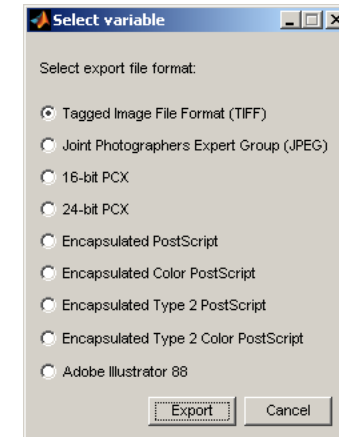 Select variable
Select export file format:
Tagged Image File Format (TIFF)
Joint Photographers Expert Group (JPEG)
16-bit PCX
24-bit PCX
Encapsulated PostScript
Encapsulated Color PostScript
Encapsulated Type 2 PostScript
Encapsulated Type 2 Color PostScript
Adobe Illustrator 88
Export Cancel